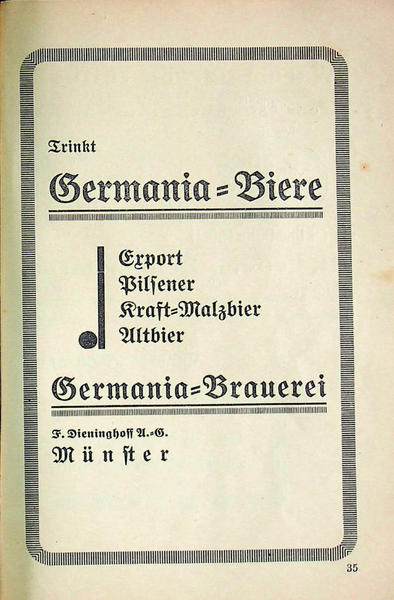 Trinkt
Germania=Biere
Export
Pilsener
Kraft=Malzbier
Altbier
Germania=Brauerei
F. Dieninghoff A.=G.
Münster
35